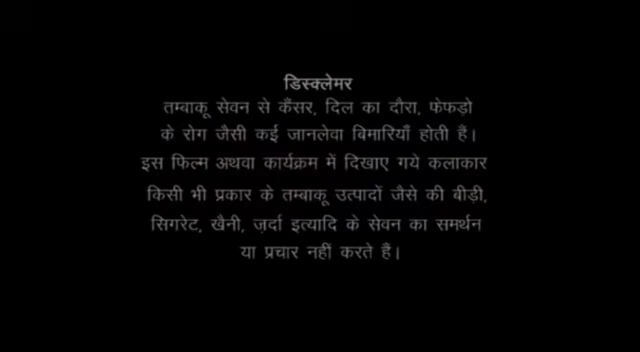 डिस्क्लेमर
तम्बाकू सेवन से कैंसर, दिल का दौरा, फेफड़ो
के रोग जैसी कई जानलेवा बिमारियाँ होती हैं।
इस फिल्म अथवा कार्यक्रम में दिखाए गये कलाकार
किसी भी प्रकार के तम्बाकू उत्पादों जैसे की बीड़ी,
सिगरेट, खैनी, ज़र्दा इत्यादि के सेवन का समर्थन
या प्रचार नहीं करते हैं।